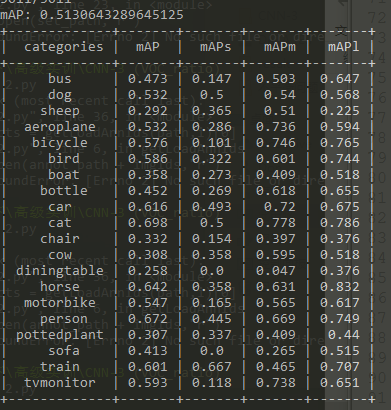 mAP: 0.5130643289645125
+-------------+-------+-------+-------+-------+
| categories | mAP | mAPs | mAPm | mAPl |
+-------------+-------+-------+-------+-------+
| bus | 0.473 | 0.147 | 0.503 | 0.647 |
| dog | 0.532 | 0.5 | 0.54 | 0.568 |
| sheep | 0.292 | 0.365 | 0.51 | 0.225 |
| aeroplane | 0.532 | 0.286 | 0.736 | 0.594 |
| bicycle | 0.576 | 0.101 | 0.746 | 0.765 |
| bird | 0.586 | 0.322 | 0.601 | 0.744 |
| boat | 0.358 | 0.273 | 0.409 | 0.518 |
| bottle | 0.452 | 0.269 | 0.618 | 0.655 |
| car | 0.616 | 0.493 | 0.72 | 0.675 |
| cat | 0.698 | 0.5 | 0.778 | 0.786 |
| chair | 0.332 | 0.154 | 0.397 | 0.376 |
| cow | 0.308 | 0.358 | 0.595 | 0.518 |
| diningtable | 0.258 | 0.0 | 0.047 | 0.376 |
| horse | 0.642 | 0.358 | 0.631 | 0.832 |
| motorbike | 0.547 | 0.165 | 0.565 | 0.617 |
| person | 0.672 | 0.445 | 0.669 | 0.749 |
| pottedplant | 0.307 | 0.337 | 0.409 | 0.44 |
| sofa | 0.413 | 0.0 | 0.265 | 0.515 |
| train | 0.601 | 0.667 | 0.465 | 0.707 |
| tvmonitor | 0.593 | 0.118 | 0.738 | 0.651 |
+-------------+-------+-------+-------+-------+